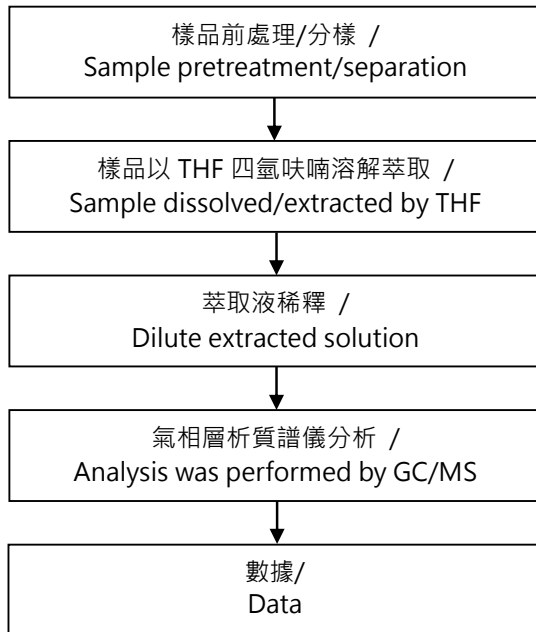 樣品前處理/分樣 /
Sample pretreatment/separation
樣品以 THF 四氫呋喃溶解萃取 /
Sample dissolved/extracted by THF
萃取液稀釋 /
Dilute extracted solution
氣相層析質譜儀分析 /
Analysis was performed by GC/MS
數據/
Data